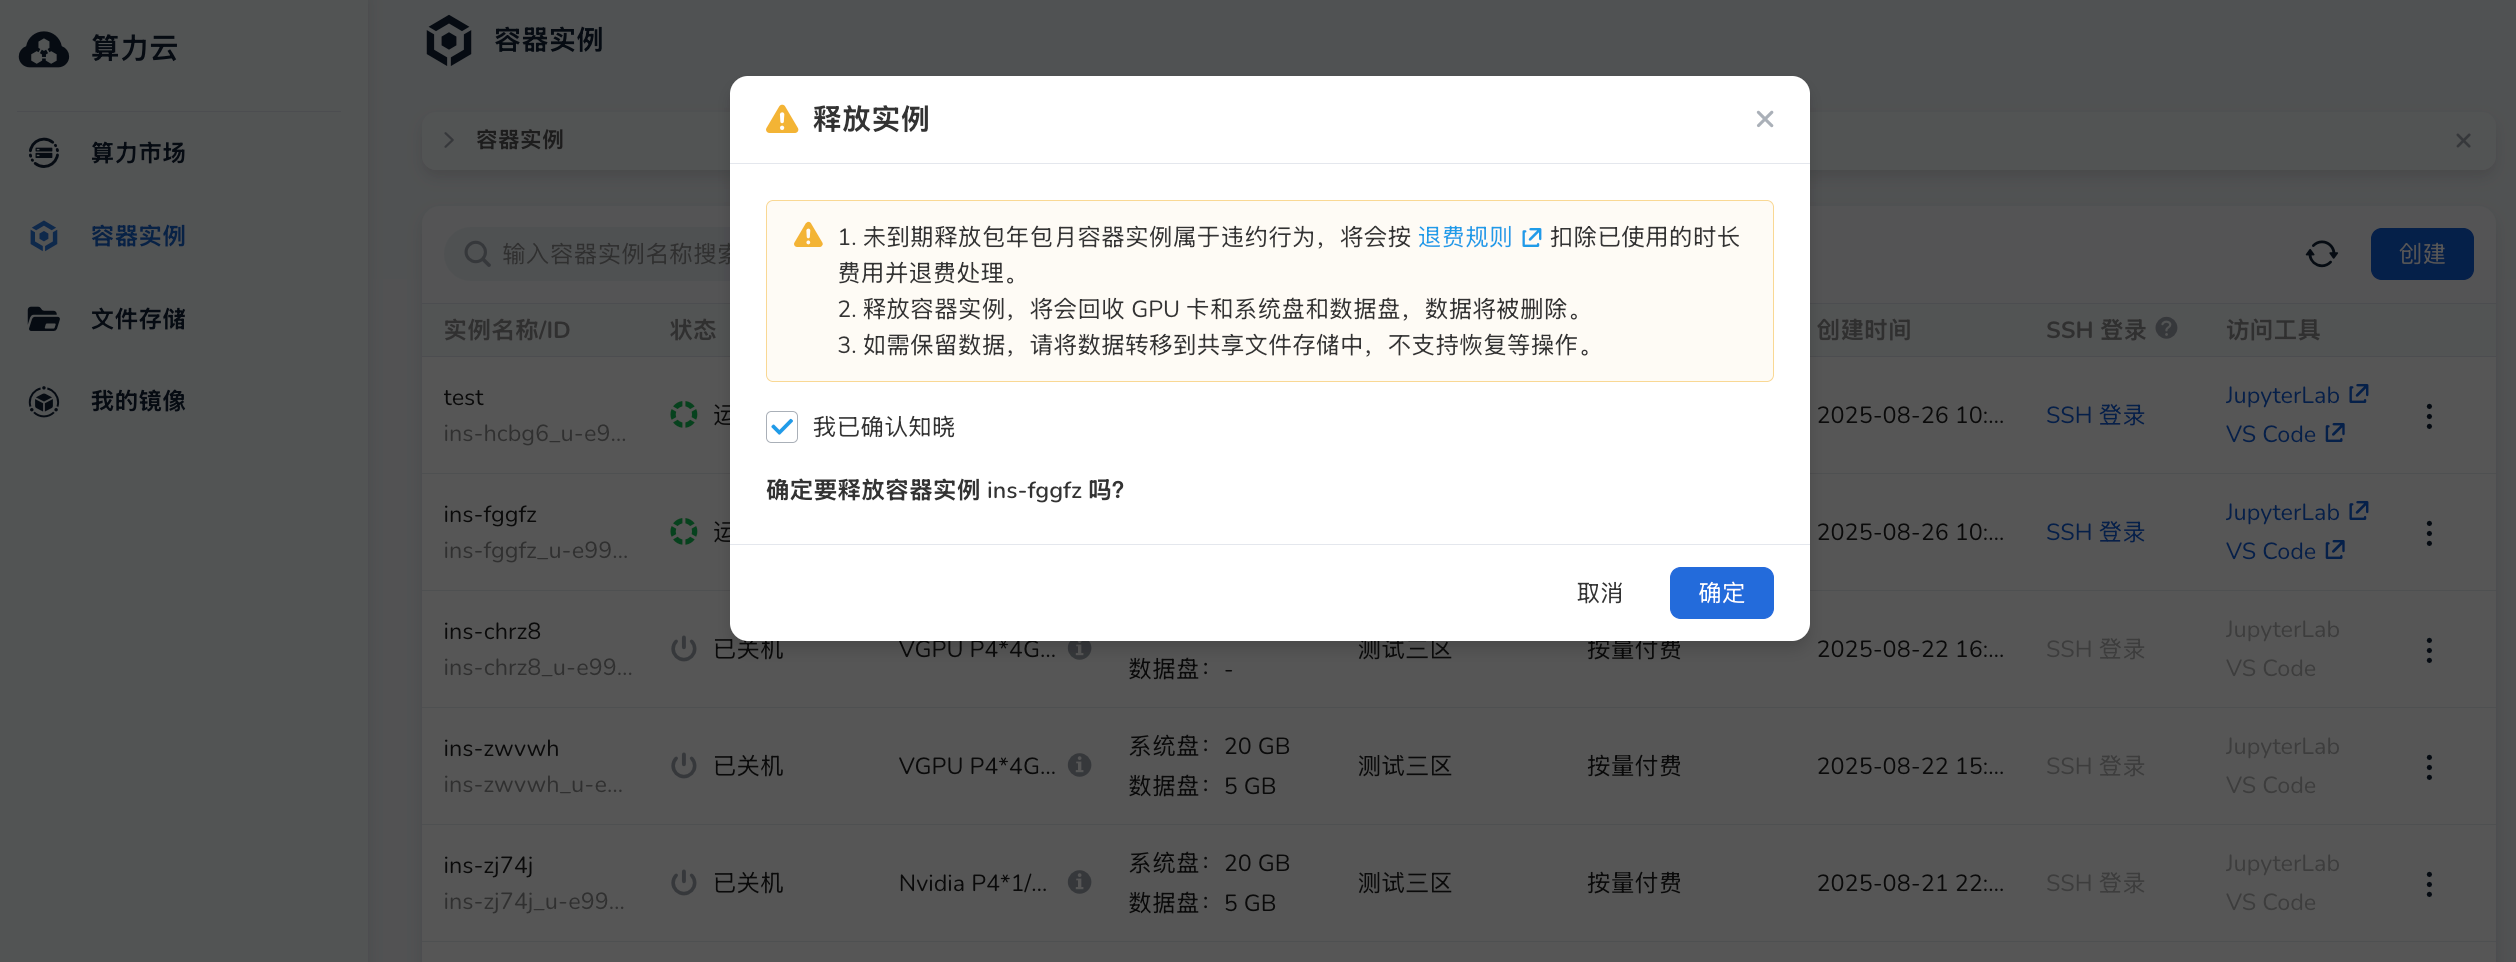 算力云
算力市场
容器实例
文件存储
我的镜像
容器实例
容器实例
输入容器实例名称搜索
创建
实例名称/ID
状态
创建时间
SSH 登录
访问工具
test
ins-hcbg6_u-e9...
2025-08-26 10:...
SSH 登录
JupyterLab
VS Code
ins-fggfz
ins-fggfz_u-e99...
2025-08-26 10:...
SSH 登录
JupyterLab
VS Code
ins-chrz8
ins-chrz8_u-e99...
已关机
VGPU P4*4G...
数据盘： -
测试三区
按量付费
2025-08-22 16:...
SSH 登录
JupyterLab
VS Code
ins-zwvwh
ins-zwvwh_u-e...
已关机
VGPU P4*4G...
系统盘： 20 GB
数据盘： 5 GB
测试三区
按量付费
2025-08-22 15:...
SSH 登录
JupyterLab
VS Code
ins-zj74j
ins-zj74j_u-e99...
已关机
Nvidia P4*1/...
系统盘： 20 GB
数据盘： 5 GB
测试三区
按量付费
2025-08-21 22:...
SSH 登录
JupyterLab
VS Code
释放实例
1. 未到期释放包年包月容器实例属于违约行为，将会按 退费规则 扣除已使用的时长
费用并退费处理。
2. 释放容器实例，将会回收 GPU 卡和系统盘和数据盘，数据将被删除。
3. 如需保留数据，请将数据转移到共享文件存储中，不支持恢复等操作。
我已确认知晓
确定要释放容器实例 ins-fggfz 吗?
取消
确定